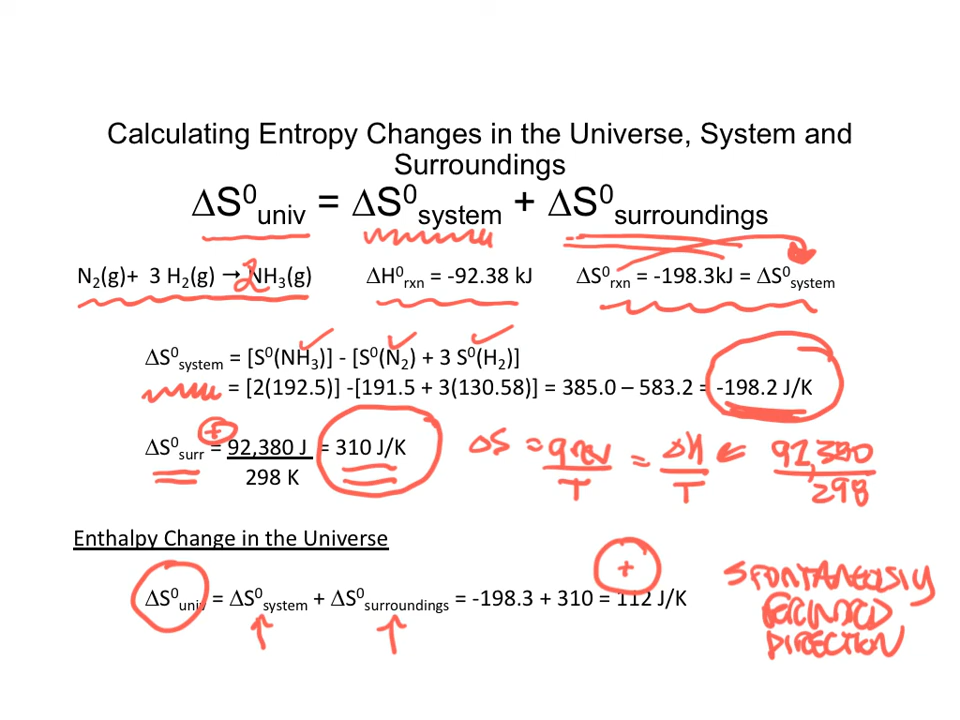 Calculating Entropy Changes in the Universe, System and
Surroundings
ΔS⁰univ = ΔS⁰system + ΔS⁰surroundings
N₂(g)+ 3 H₂(g) → 2 NH₃(g) ΔH⁰rxn = -92.38 kJ ΔS⁰rxn = -198.3kJ = ΔS⁰system
ΔS⁰system = [S⁰(NH₃)] - [S⁰(N₂) + 3 S⁰(H₂)]
= [2(192.5)] -[191.5 + 3(130.58)] = 385.0 – 583.2 = -198.2 J/K
+
ΔS⁰surr = 92,380 J = 310 J/K
298 K
ΔS = qrev = ΔH 92,380
T T 298
Enthalpy Change in the Universe
+
ΔS⁰univ = ΔS⁰system + ΔS⁰surroundings = -198.3 + 310 = 112 J/K
SPONTANEOUSLY
DIRECTION